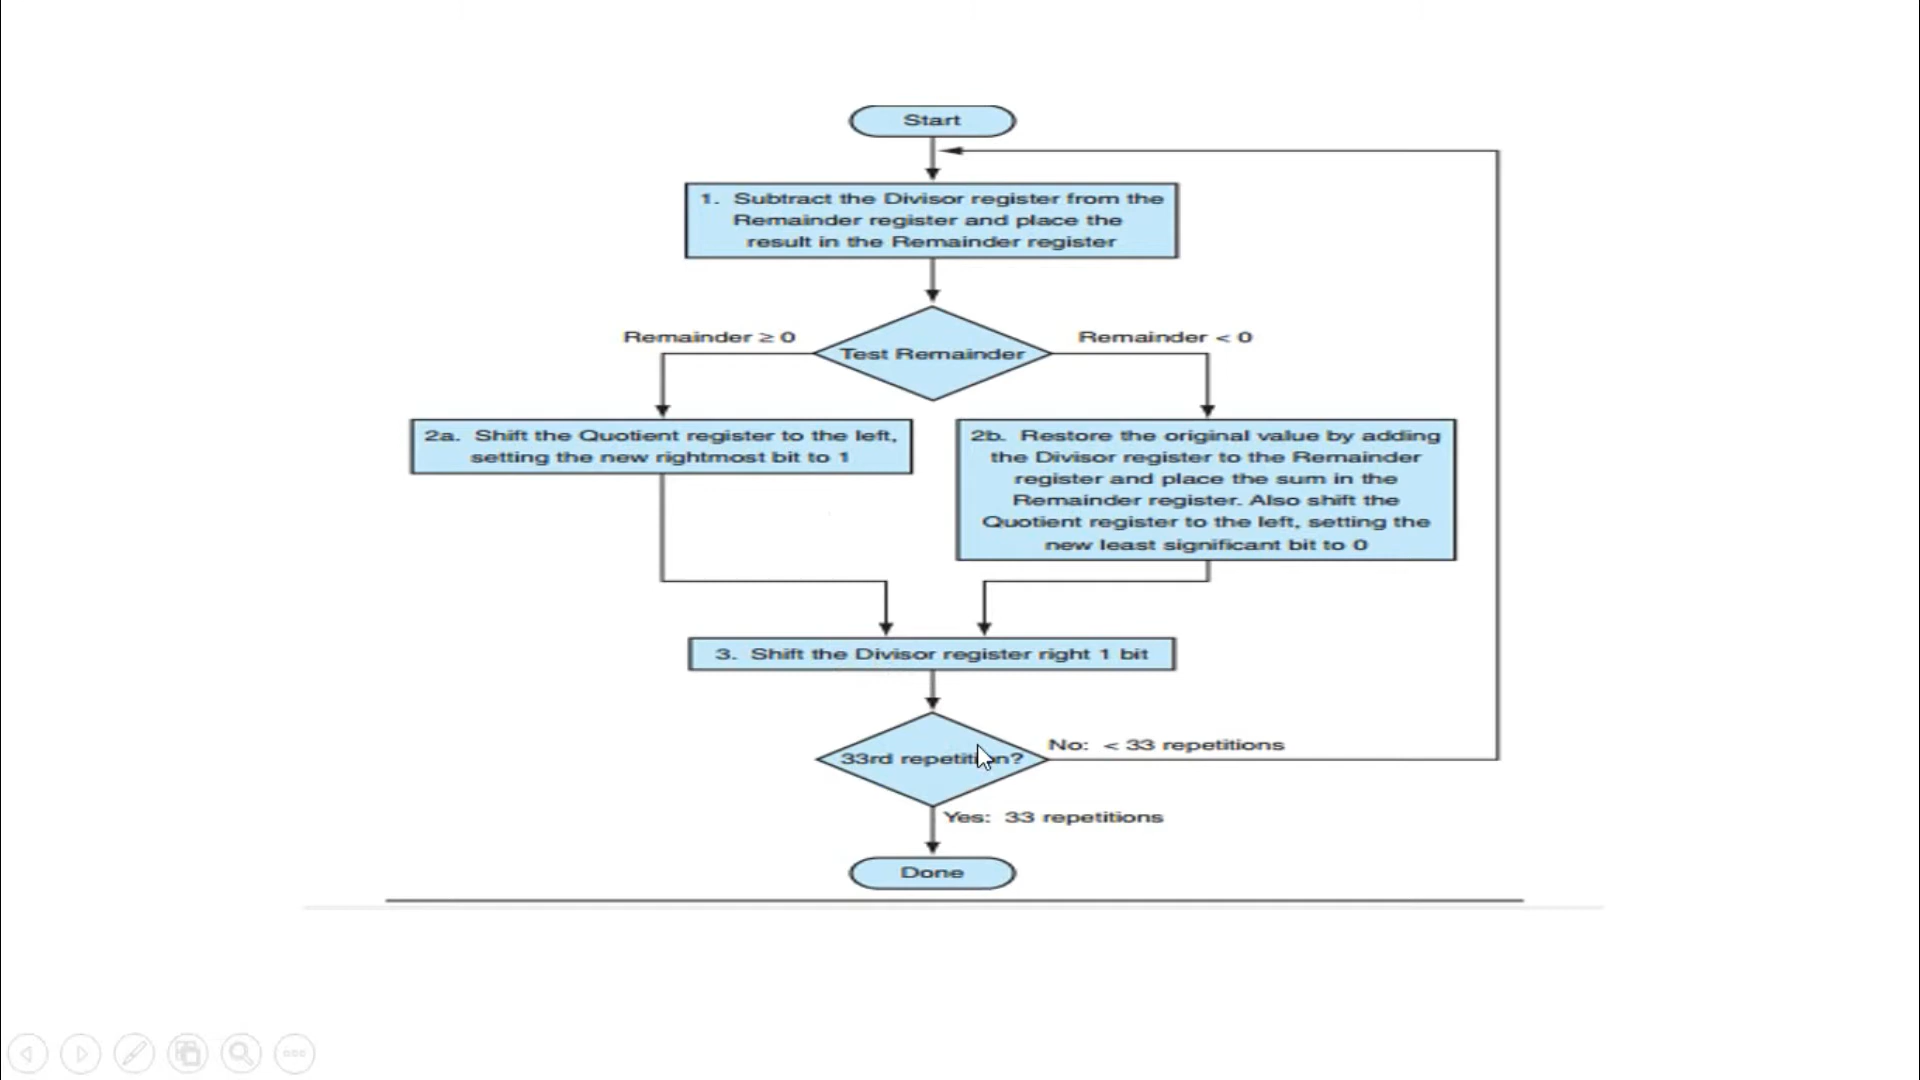 Start
1. Subtract the Divisor register from the
Remainder register and place the
result in the Remainder register
Remainder ≥ 0
Test Remainder
Remainder < 0
2a. Shift the Quotient register to the left,
setting the new rightmost bit to 1
2b. Restore the original value by adding
the Divisor register to the Remainder
register and place the sum in the
Remainder register. Also shift the
Quotient register to the left, setting the
new least significant bit to 0
3. Shift the Divisor register right 1 bit
33rd repetition?
No: < 33 repetitions
Yes: 33 repetitions
Done